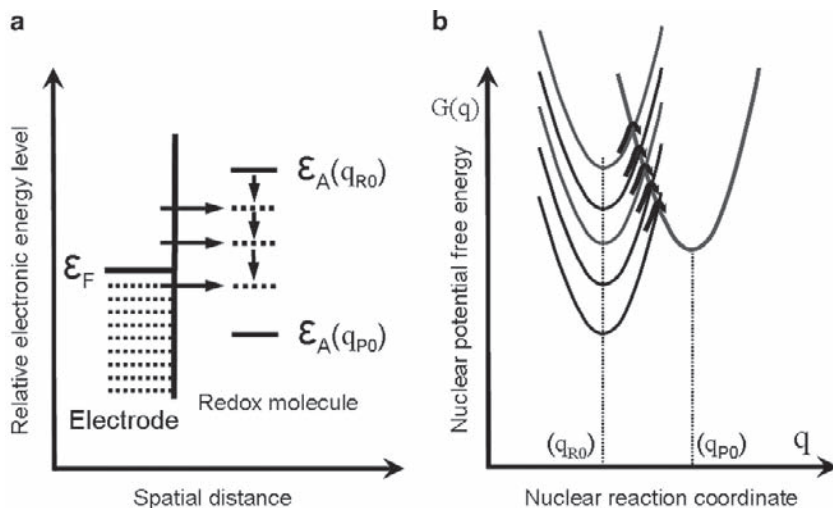 a
Relative electronic energy level
εA(qR0)
εF
εA(qP0)
Electrode
Redox molecule
Spatial distance
b
G(q)
Nuclear potential free energy
(qR0)
(qP0)
q
Nuclear reaction coordinate